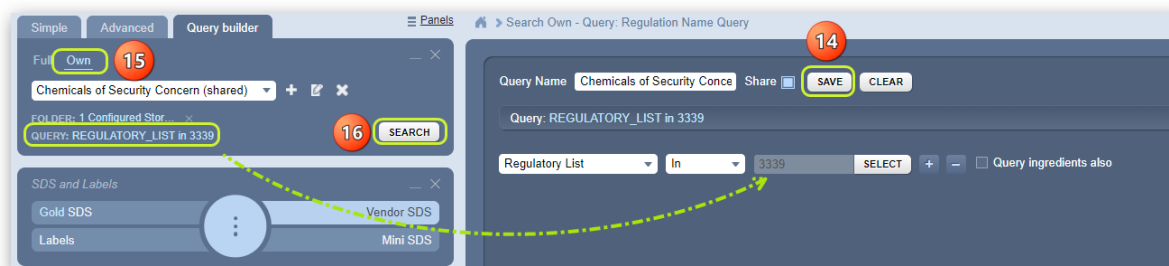 Simple Advanced Query builder
Panels
Full Own 15
Chemicals of Security Concern (shared)
FOLDER: 1 Configured Stor...
QUERY: REGULATORY_LIST in 3339
16 SEARCH
SDS and Labels
Gold SDS Vendor SDS
Labels Mini SDS
Search Own - Query: Regulation Name Query
14
Query Name Chemicals of Security Conce Share SAVE CLEAR
Query: REGULATORY_LIST in 3339
Regulatory List In 3339 SELECT + − Query ingredients also